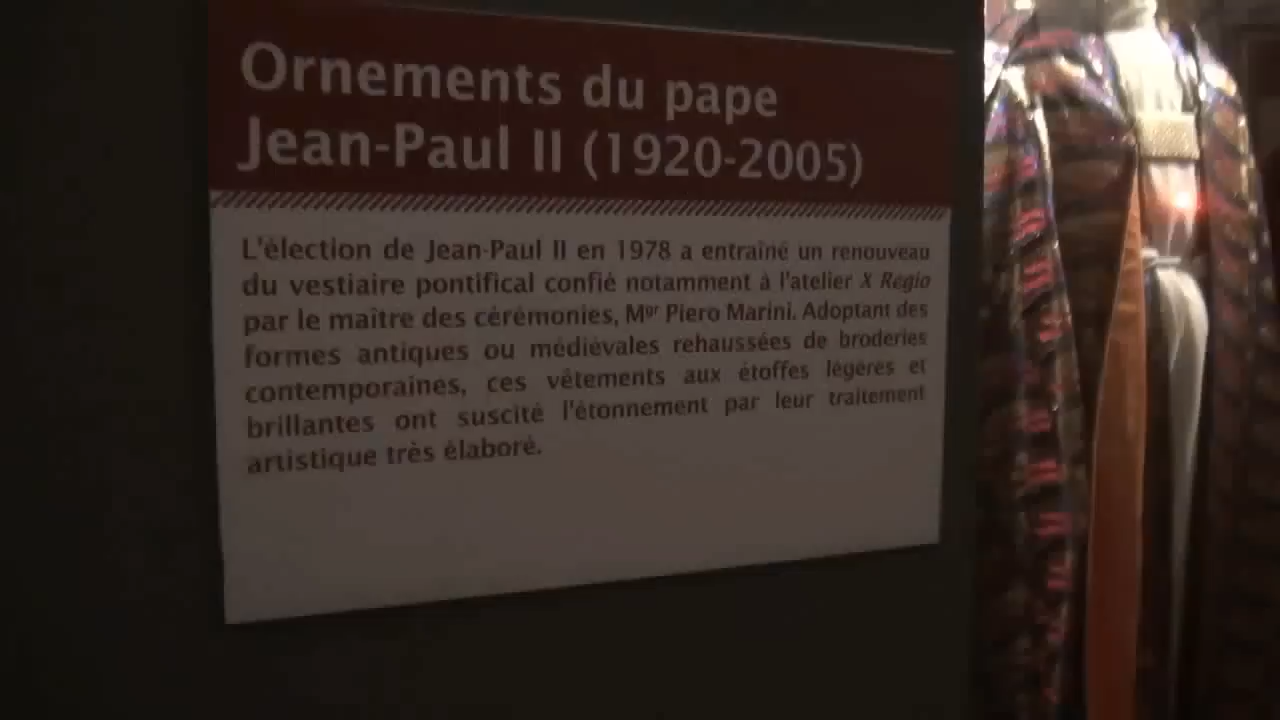 Ornements du pape
Jean-Paul II (1920-2005)
L'élection de Jean-Paul II en 1978 a entraîné un renouveau
du vestiaire pontifical confié notamment à l'atelier X Regio
par le maître des cérémonies, Mgr Piero Marini. Adoptant des
formes antiques ou médiévales rehaussées de broderies
contemporaines, ces vêtements aux étoffes légères et
brillantes ont suscité l'étonnement par leur traitement
artistique très élaboré.